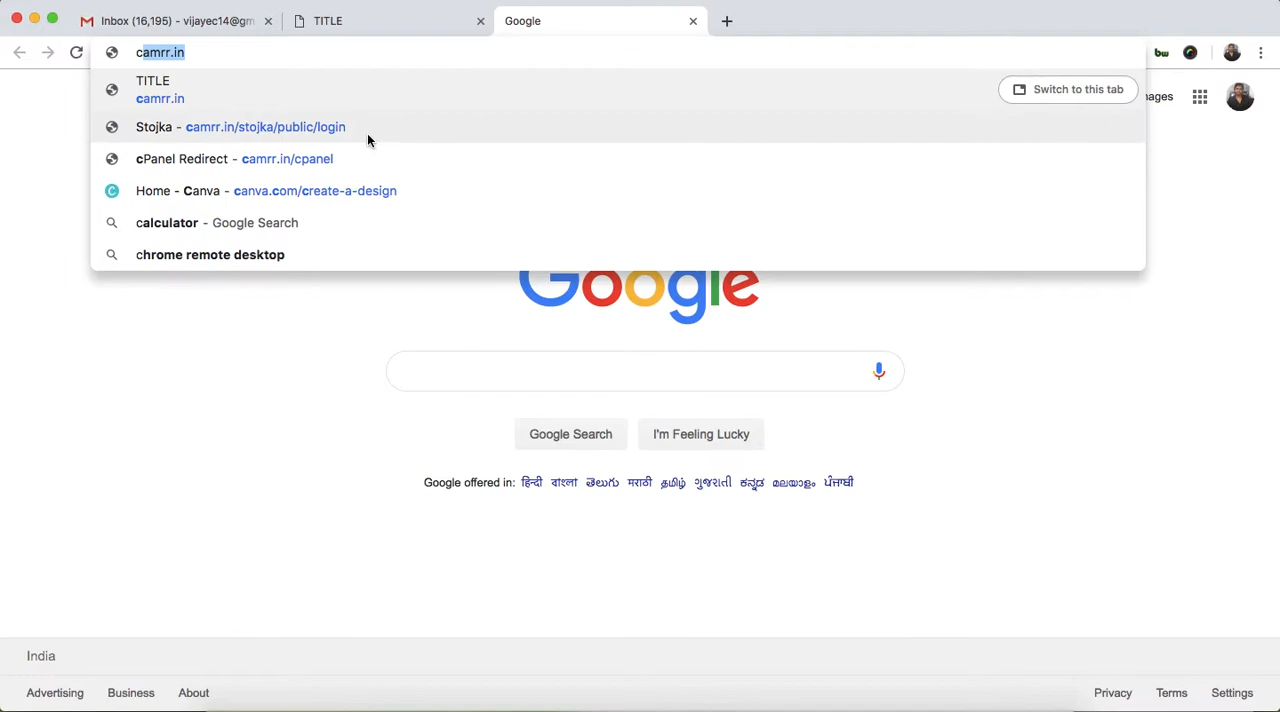 Inbox (16,195) - vijayec14@gm
TITLE
Google
camrr.in
bw
TITLE
camrr.in
Switch to this tab
Stojka - camrr.in/stojka/public/login
cPanel Redirect - camrr.in/cpanel
C Home - Canva - canva.com/create-a-design
calculator - Google Search
chrome remote desktop
mages
Google
Google Search
I'm Feeling Lucky
Google offered in: हिन्दी বাংলা తెలుగు मराठी தமிழ் ગુજરાતી ಕನ್ನಡ മലയാളം ਪੰਜਾਬੀ
India
Advertising Business About
Privacy Terms Settings